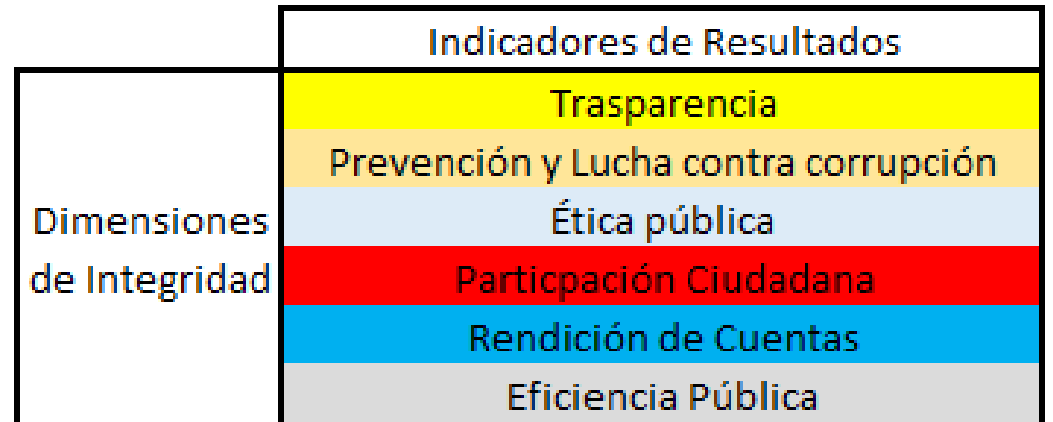 Indicadores de Resultados
Trasparencia
Prevención y Lucha contra corrupción
Dimensiones
de Integridad
Ética pública
Particpación Ciudadana
Rendición de Cuentas
Eficiencia Pública